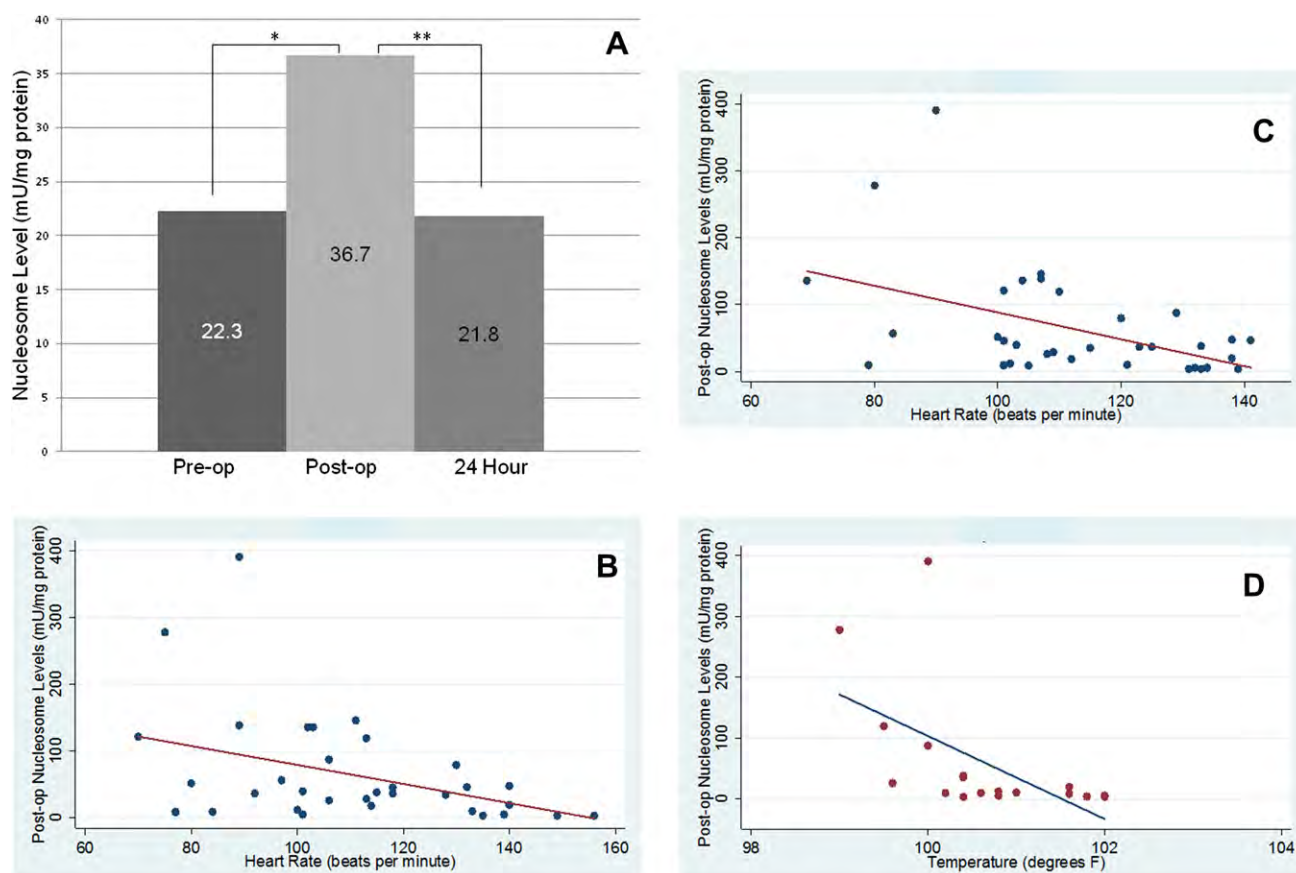 A
* **
Nucleosome Level (mU/mg protein)
40
35
30
25
20
15
10
5
0
22.3
36.7
21.8
Pre-op Post-op 24 Hour
B
Post-op Nucleosome Levels (mU/mg protein)
400
300
200
100
0
60 80 100 120 140 160
Heart Rate (beats per minute)
C
Post-op Nucleosome Levels (mU/mg protein)
400
300
200
100
0
60 80 100 120 140
Heart Rate (beats per minute)
D
Post-op Nucleosome Levels (mU/mg protein)
400
300
200
100
0
98 100 102 104
Temperature (degrees F)